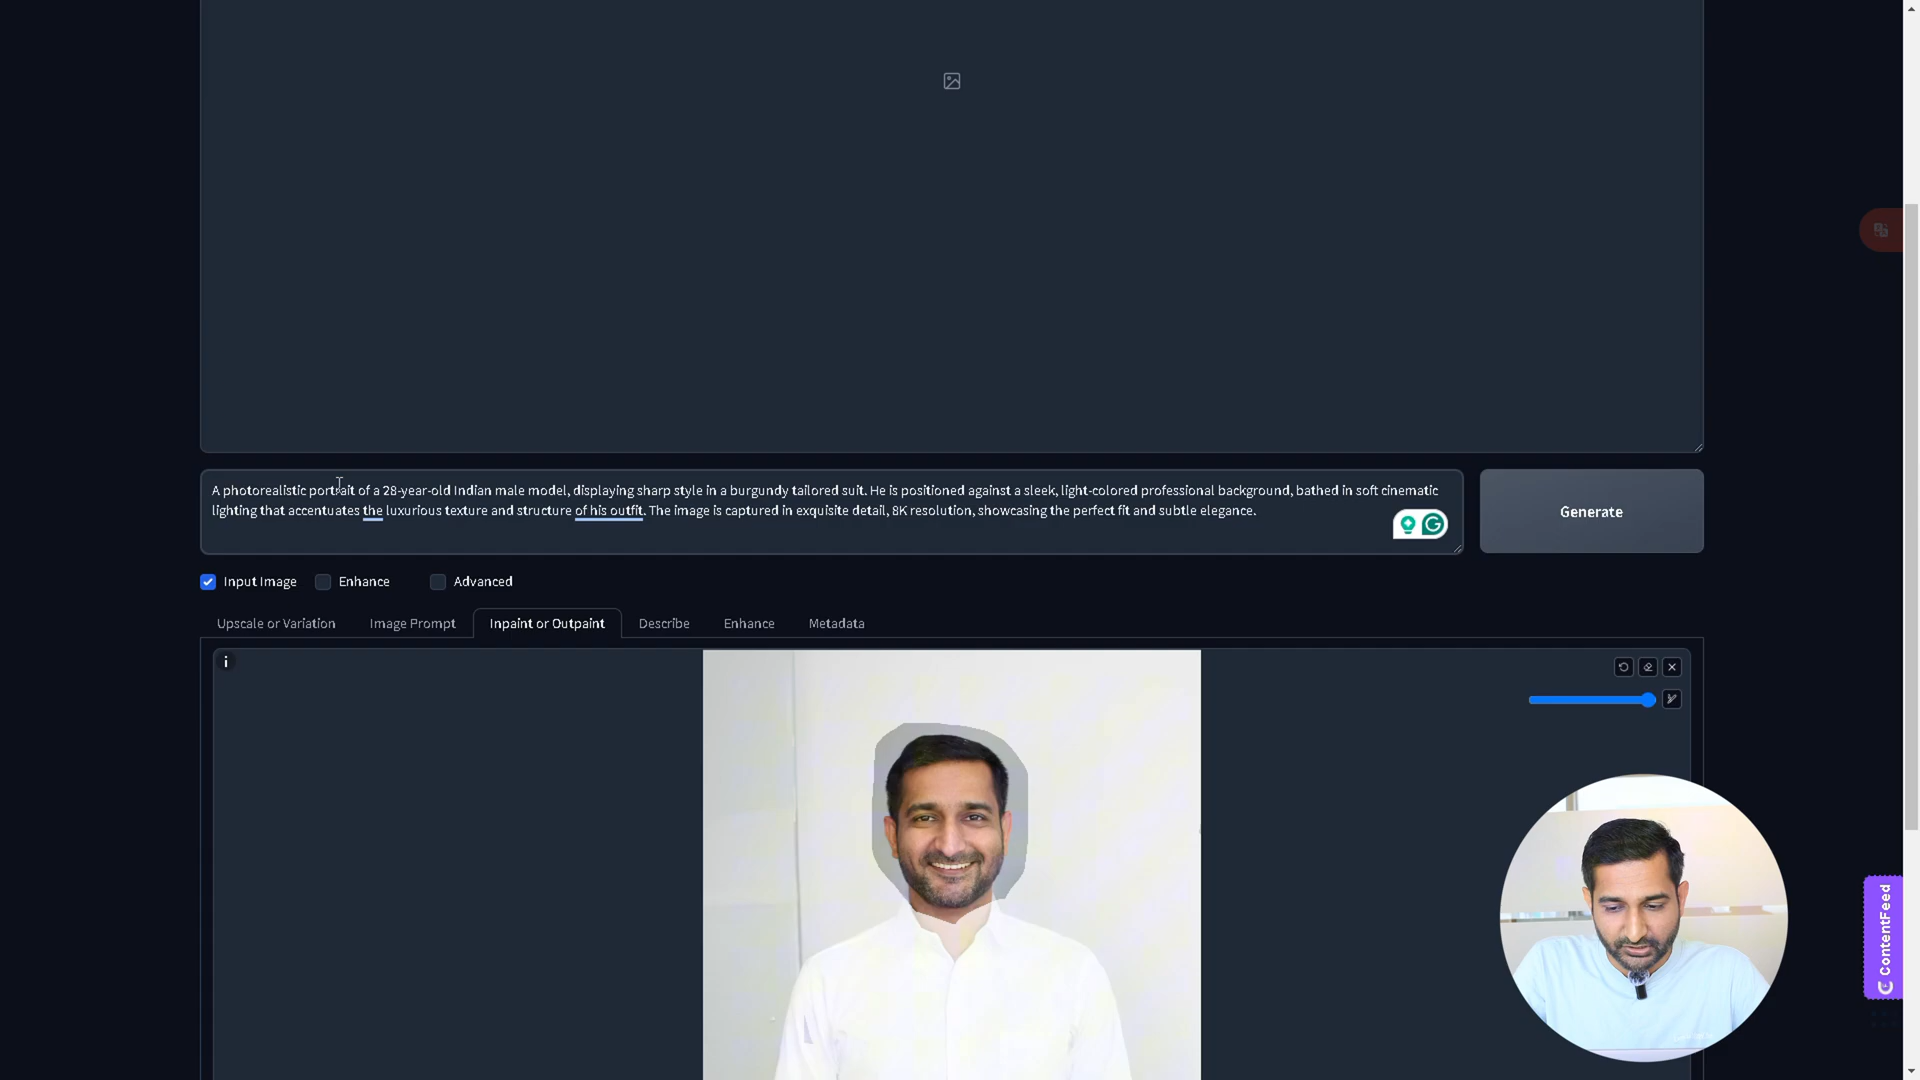 A photorealistic portrait of a 28-year-old Indian male model, displaying sharp style in a burgundy tailored suit. He is positioned against a sleek, light-colored professional background, bathed in soft cinematic
lighting that accentuates the luxurious texture and structure of his outfit. The image is captured in exquisite detail, 8K resolution, showcasing the perfect fit and subtle elegance.
Generate
Input Image Enhance Advanced
Upscale or Variation Image Prompt Inpaint or Outpaint Describe Enhance Metadata
i
ContentFeed